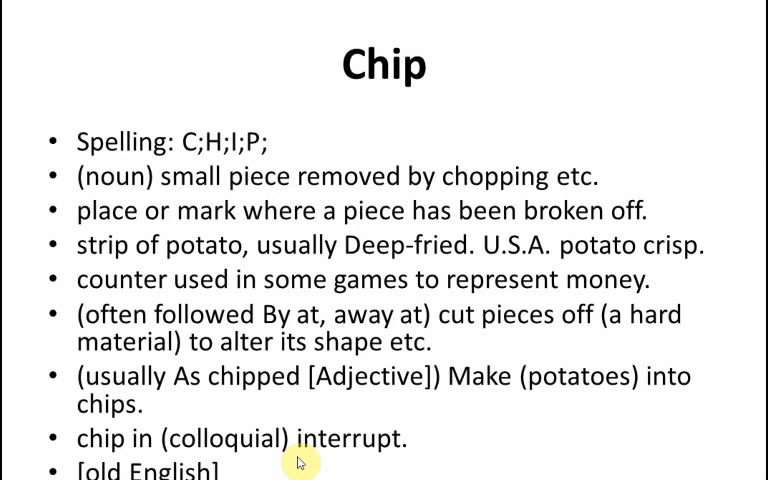 Chip
• Spelling: C;H;I;P;
• (noun) small piece removed by chopping etc.
• place or mark where a piece has been broken off.
• strip of potato, usually Deep-fried. U.S.A. potato crisp.
• counter used in some games to represent money.
• (often followed By at, away at) cut pieces off (a hard
material) to alter its shape etc.
• (usually As chipped [Adjective]) Make (potatoes) into
chips.
• chip in (colloquial) interrupt.
• [old English]